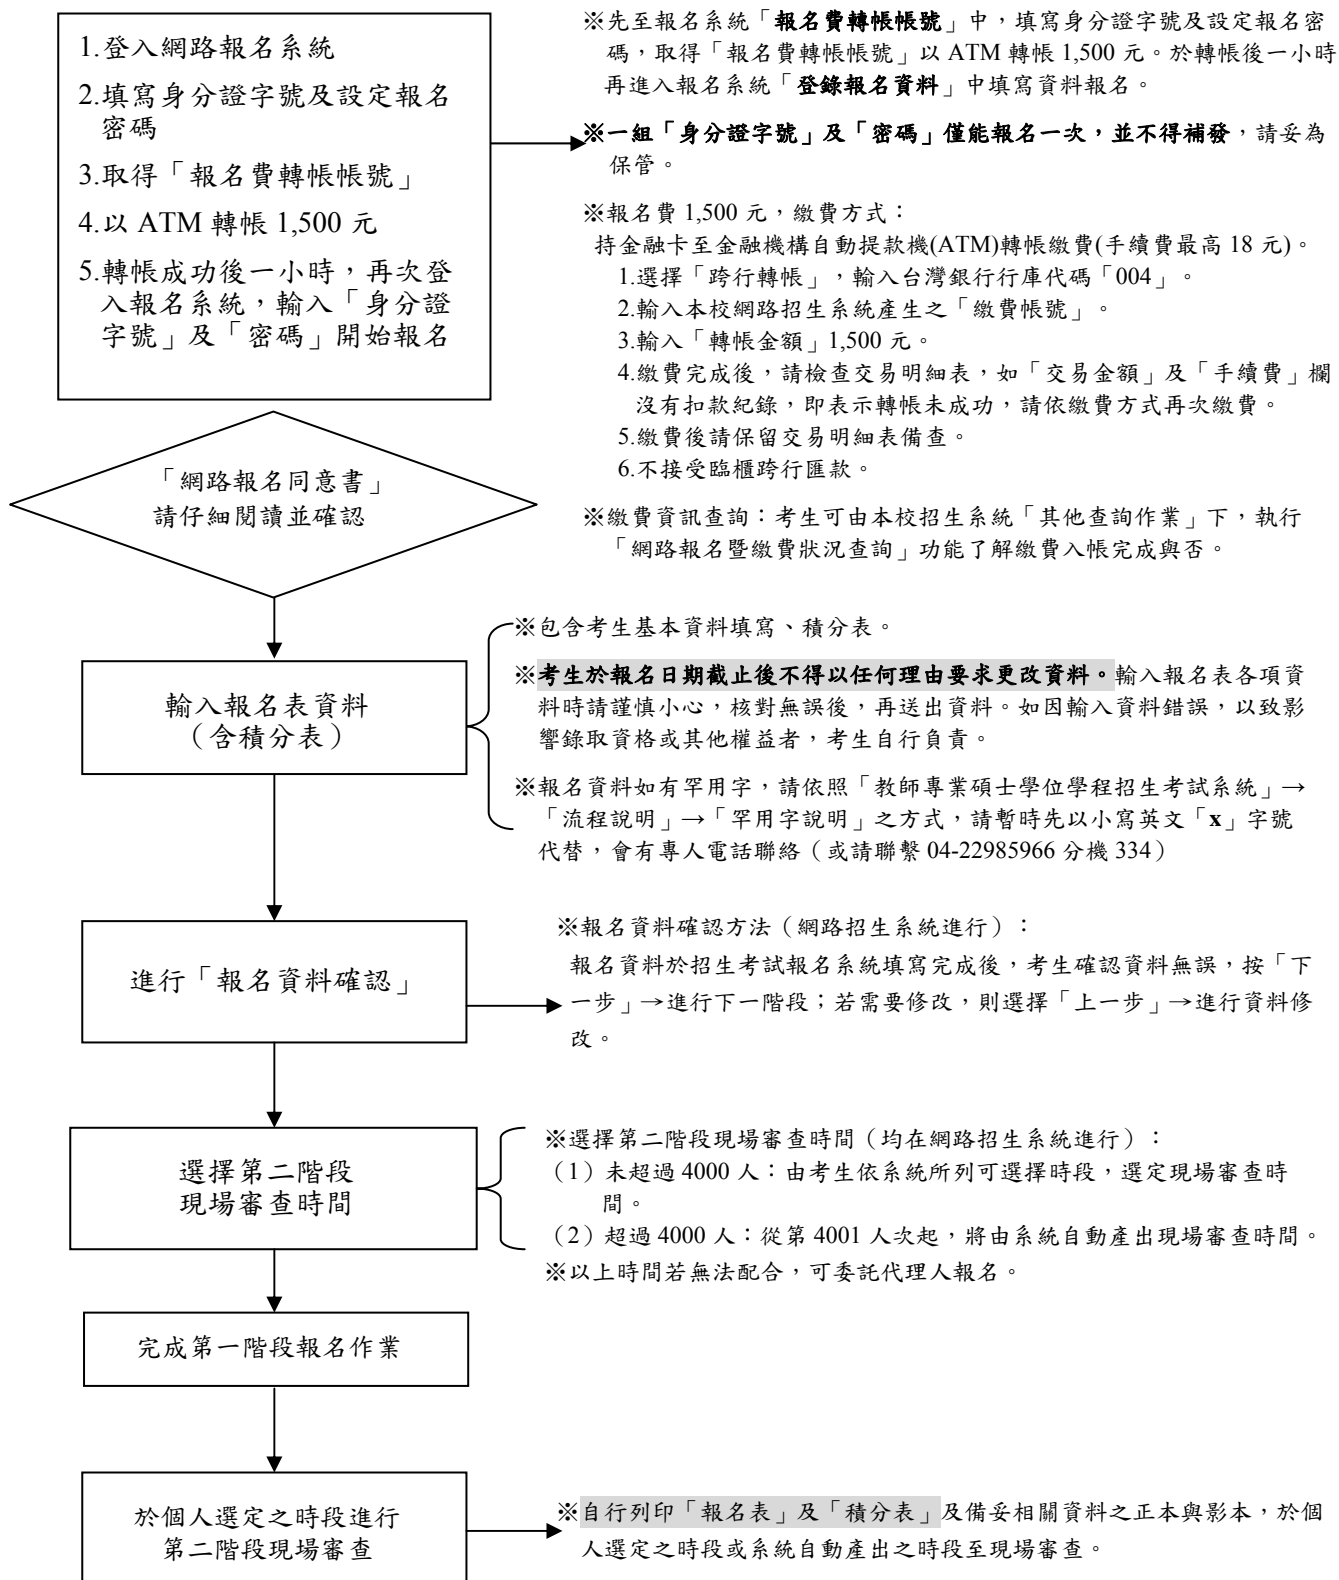 1.登入網路報名系統
2.填寫身分證字號及設定報名
密碼
3.取得「報名費轉帳帳號」
4.以 ATM 轉帳 1,500 元
5.轉帳成功後一小時，再次登
入報名系統，輸入「身分證
字號」及「密碼」開始報名
※先至報名系統「報名費轉帳帳號」中，填寫身分證字號及設定報名密
碼，取得「報名費轉帳帳號」以 ATM 轉帳 1,500 元。於轉帳後一小時
再進入報名系統「登錄報名資料」中填寫資料報名。
※一組「身分證字號」及「密碼」僅能報名一次，並不得補發，請妥為
保管。
※報名費 1,500 元，繳費方式：
持金融卡至金融機構自動提款機(ATM)轉帳繳費(手續費最高 18 元)。
1.選擇「跨行轉帳」，輸入台灣銀行行庫代碼「004」。
2.輸入本校網路招生系統產生之「繳費帳號」。
3.輸入「轉帳金額」1,500 元。
4.繳費完成後，請檢查交易明細表，如「交易金額」及「手續費」欄
沒有扣款紀錄，即表示轉帳未成功，請依繳費方式再次繳費。
5.繳費後請保留交易明細表備查。
6.不接受臨櫃跨行匯款。
※繳費資訊查詢：考生可由本校招生系統「其他查詢作業」下，執行
「網路報名暨繳費狀況查詢」功能了解繳費入帳完成與否。
「網路報名同意書」
請仔細閱讀並確認
輸入報名表資料
（含積分表）
※包含考生基本資料填寫、積分表。
※考生於報名日期截止後不得以任何理由要求更改資料。輸入報名表各項資
料時請謹慎小心，核對無誤後，再送出資料。如因輸入資料錯誤，以致影
響錄取資格或其他權益者，考生自行負責。
※報名資料如有罕用字，請依照「教師專業碩士學位學程招生考試系統」→
「流程說明」→「罕用字說明」之方式，請暫時先以小寫英文「x」字號
代替，會有專人電話聯絡（或請聯繫 04-22985966 分機 334）
進行「報名資料確認」
※報名資料確認方法（網路招生系統進行）：
報名資料於招生考試報名系統填寫完成後，考生確認資料無誤，按「下
一步」→進行下一階段；若需要修改，則選擇「上一步」→進行資料修
改。
選擇第二階段
現場審查時間
※選擇第二階段現場審查時間（均在網路招生系統進行）：
（1）未超過 4000 人：由考生依系統所列可選擇時段，選定現場審查時
間。
（2）超過 4000 人：從第 4001 人次起，將由系統自動產出現場審查時間。
※以上時間若無法配合，可委託代理人報名。
完成第一階段報名作業
於個人選定之時段進行
第二階段現場審查
※自行列印「報名表」及「積分表」及備妥相關資料之正本與影本，於個
人選定之時段或系統自動產出之時段至現場審查。